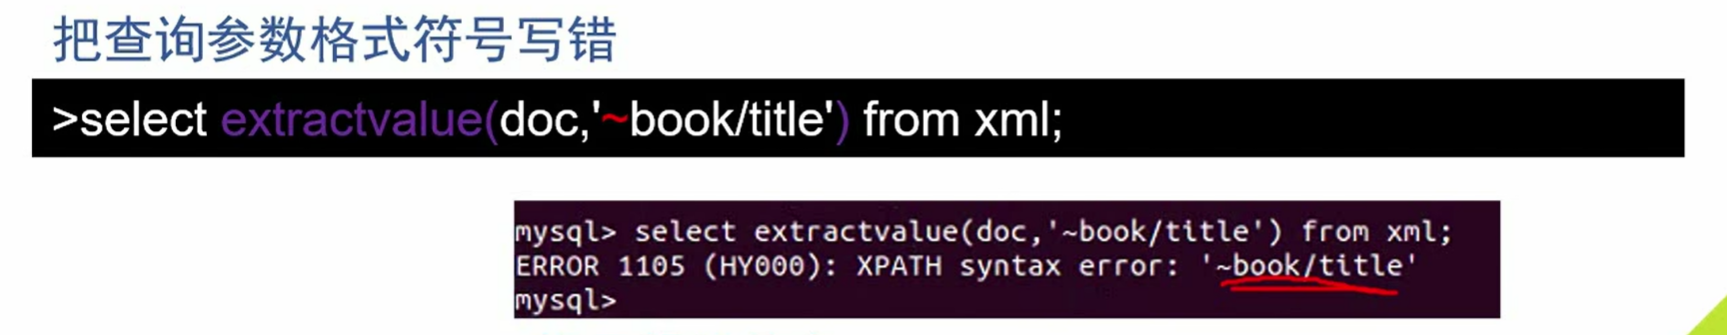 把查询参数格式符号写错
>select extractvalue(doc,'~book/title') from xml;
mysql> select extractvalue(doc,'~book/title') from xml;
ERROR 1105 (HY000): XPATH syntax error: '~book/title'
mysql>